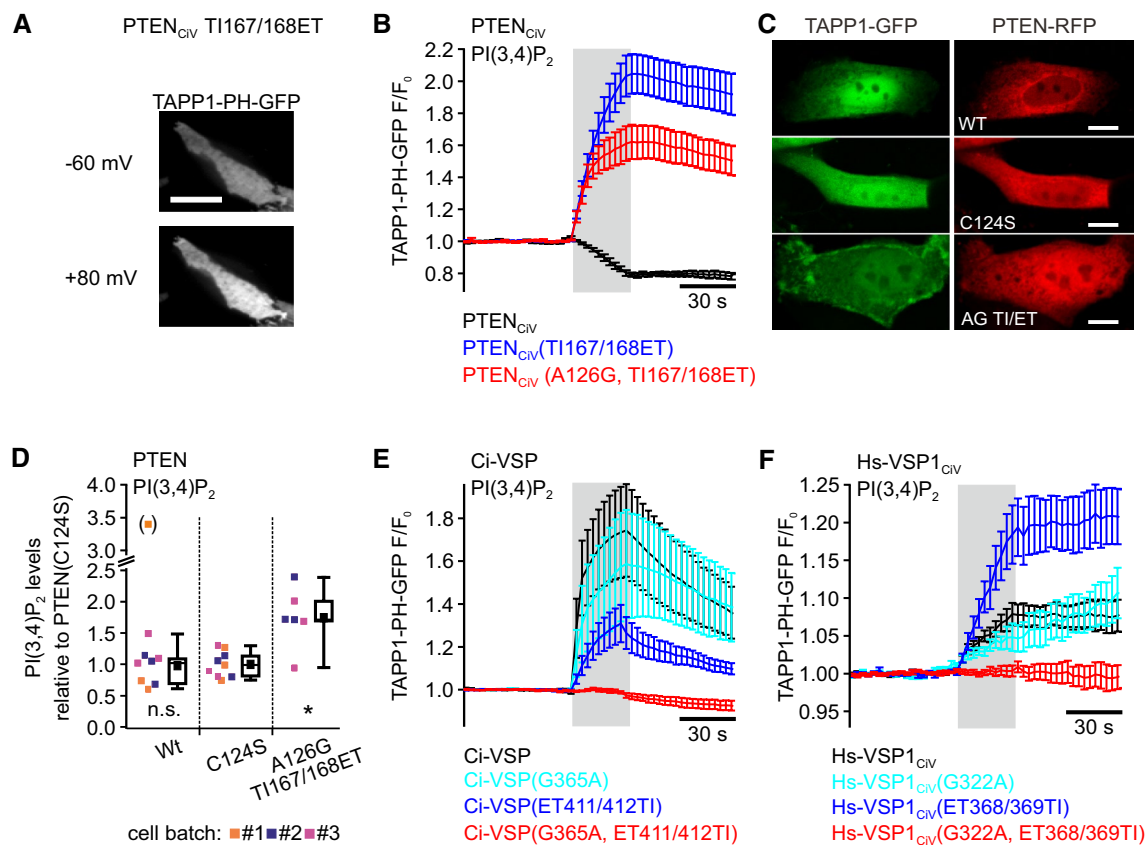 A
PTENCiV TI167/168ET
TAPP1-PH-GFP
-60 mV
+80 mV
B
PTENCiV
PI(3,4)P2
TAPP1-PH-GFP F/F0
2.2
2.0
1.8
1.6
1.4
1.2
1.0
0.8
30 s
PTENCiV
PTENCiV(TI167/168ET)
PTENCiV (A126G, TI167/168ET)
C
TAPP1-GFP PTEN-RFP
WT
C124S
AG TI/ET
D
PTEN
PI(3,4)P2
PI(3,4)P2 levels
relative to PTEN(C124S)
4.0
3.5
3.0
2.5
2.0
1.5
1.0
0.5
0.0
( )
n.s.
*
Wt
C124S
A126G
TI167/168ET
cell batch: #1 #2 #3
E
Ci-VSP
PI(3,4)P2
TAPP1-PH-GFP F/F0
1.8
1.6
1.4
1.2
1.0
30 s
Ci-VSP
Ci-VSP(G365A)
Ci-VSP(ET411/412TI)
Ci-VSP(G365A, ET411/412TI)
F
Hs-VSP1CiV
PI(3,4)P2
TAPP1-PH-GFP F/F0
1.25
1.20
1.15
1.10
1.05
1.00
0.95
30 s
Hs-VSP1CiV
Hs-VSP1CiV(G322A)
Hs-VSP1CiV(ET368/369TI)
Hs-VSP1CiV(G322A, ET368/369TI)